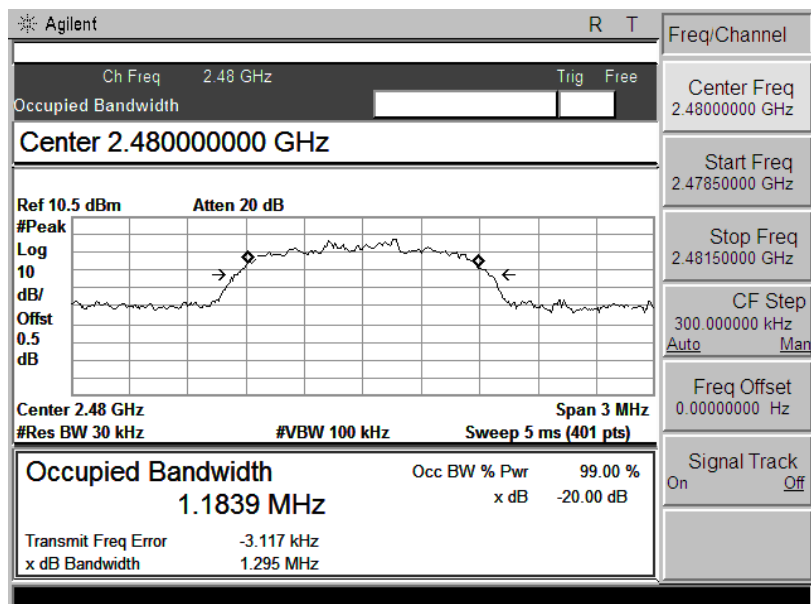 Agilent R T
Freq/Channel
Ch Freq 2.48 GHz Trig Free
Occupied Bandwidth
Center 2.480000000 GHz
Ref 10.5 dBm Atten 20 dB
#Peak
Log
10
dB/
Offst
0.5
dB
Center 2.48 GHz Span 3 MHz
#Res BW 30 kHz #VBW 100 kHz Sweep 5 ms (401 pts)
Occupied Bandwidth
1.1839 MHz
Occ BW % Pwr 99.00 %
x dB -20.00 dB
Transmit Freq Error -3.117 kHz
x dB Bandwidth 1.295 MHz
Center Freq
2.48000000 GHz
Start Freq
2.47850000 GHz
Stop Freq
2.48150000 GHz
CF Step
300.000000 kHz
Auto Man
Freq Offset
0.00000000 Hz
Signal Track
On Off